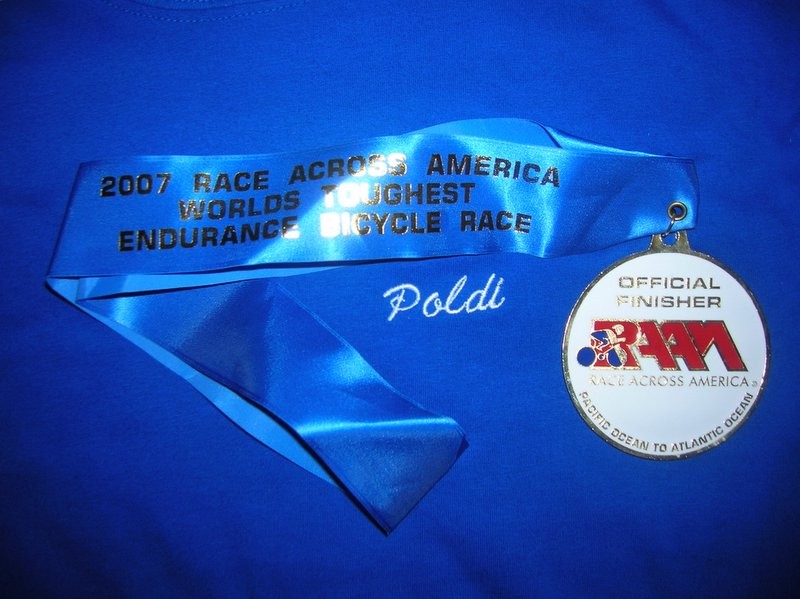 2007 RACE ACROSS AMERICA
WORLDS TOUGHEST
ENDURANCE BICYCLE RACE
Poldi
OFFICIAL
FINISHER
RAAM
RACE ACROSS AMERICA®
PACIFIC OCEAN TO ATLANTIC OCEAN